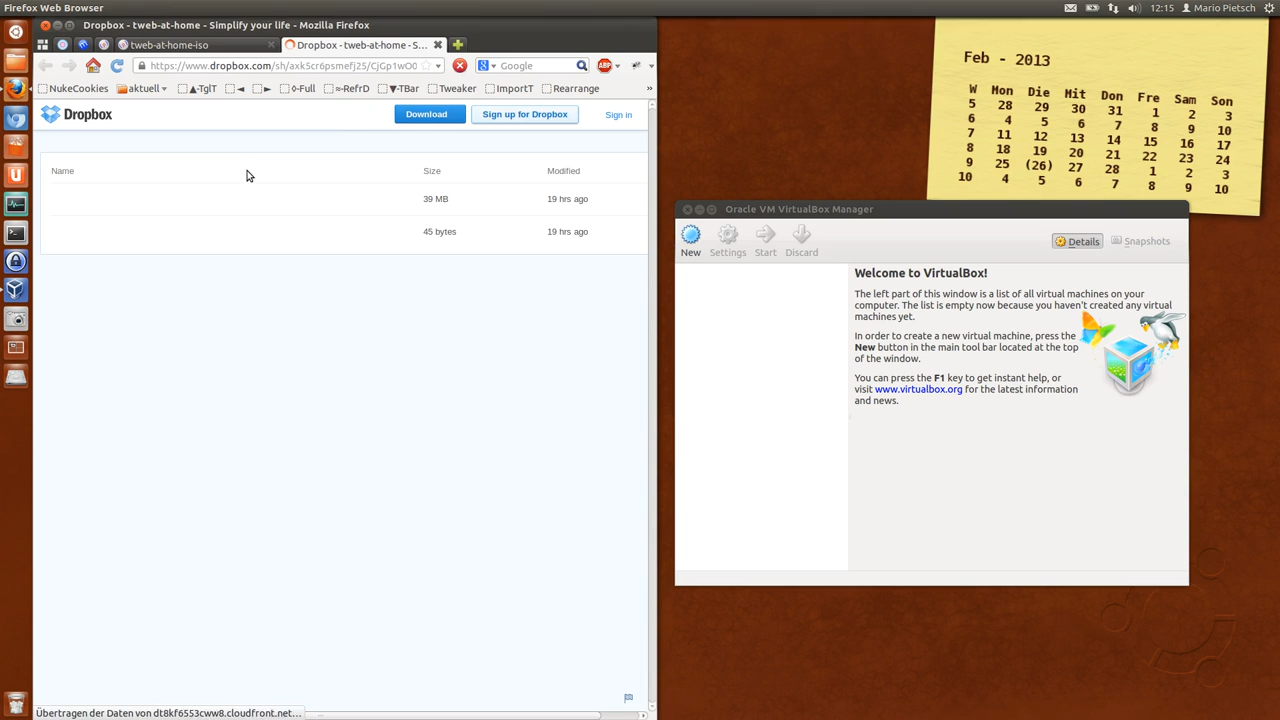 Firefox Web Browser
12:15 Mario Pietsch
Dropbox - tweb-at-home - Simplify your life - Mozilla Firefox
tweb-at-home-iso
Dropbox - tweb-at-home - S...
https://www.dropbox.com/sh/axk5cr6psmefj25/CjGp1wO0
Google
ABP
NukeCookies
aktuell
▲-TglT
◄
►
◊-Full
≈-RefrD
▼-TBar
Tweaker
ImporT
Rearrange
»
Dropbox
Download
Sign up for Dropbox
Sign in
Name Size Modified
39 MB 19 hrs ago
45 bytes 19 hrs ago
Übertragen der Daten von dt8kf6553cww8.cloudfront.net...
Feb - 2013
W Mon Die Mit Don Fre Sam Son
5 28 29 30 31 1 2 3
6 4 5 6 7 8 9 10
7 11 12 13 14 15 16 17
8 18 19 20 21 22 23 24
9 25 (26) 27 28 1 2 3
10 4 5 6 7 8 9 10
Oracle VM VirtualBox Manager
New Settings Start Discard
Details Snapshots
Welcome to VirtualBox!
The left part of this window is a list of all virtual machines on your
computer. The list is empty now because you haven't created any virtual
machines yet.
In order to create a new virtual machine, press the
New button in the main tool bar located at the top
of the window.
You can press the F1 key to get instant help, or
visit www.virtualbox.org for the latest information
and news.